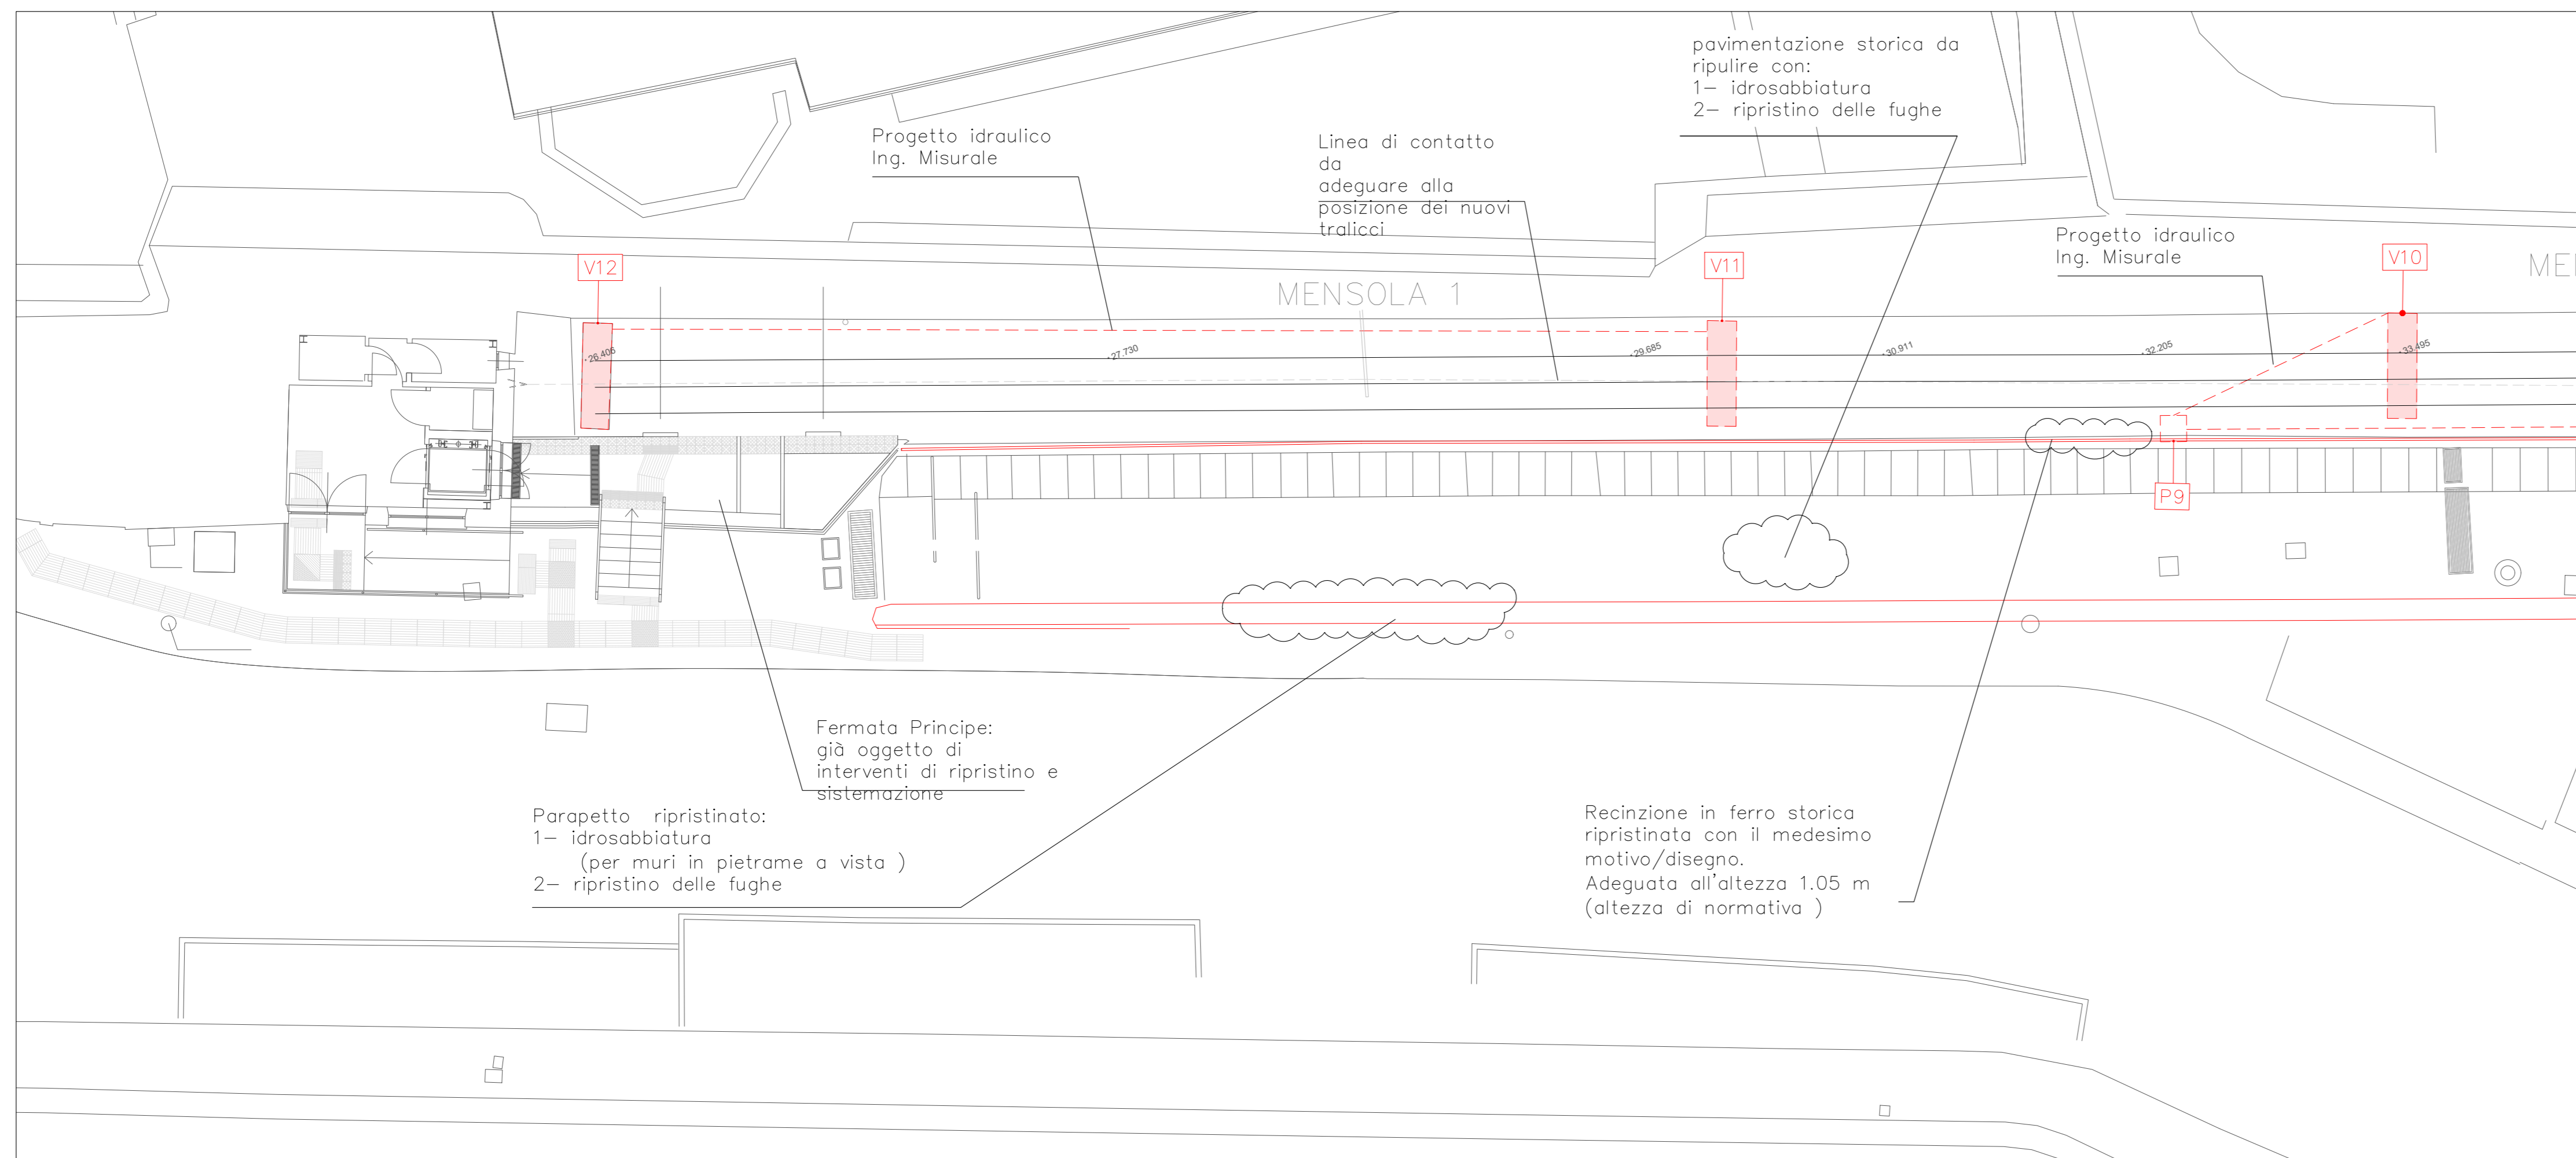 pavimentazione storica da
ripulire con:
1- idrosabbiatura
2- ripristino delle fughe
Progetto idraulico
Ing. Misurale
Linea di contatto
da
adeguare alla
posizione dei nuovi
tralicci
Progetto idraulico
Ing. Misurale
V12
V11
V10
MENSOLA 1
ME
26.406
27.730
29.685
30.911
32.205
33.495
P9
Fermata Principe:
già oggetto di
interventi di ripristino e
sistemazione
Parapetto ripristinato:
1- idrosabbiatura
(per muri in pietrame a vista )
2- ripristino delle fughe
Recinzione in ferro storica
ripristinata con il medesimo
motivo/disegno.
Adeguata all'altezza 1.05 m
(altezza di normativa )